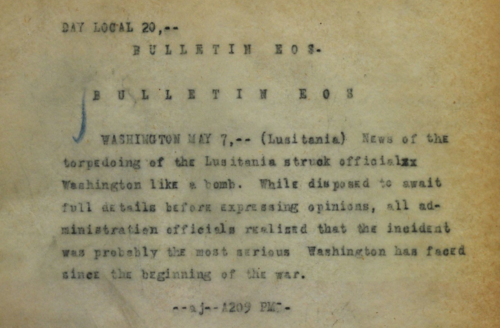 DAY LOCAL 20,--
BULLETIN EOS-
BULLETIN EOS
WASHINGTON MAY 7,-- (Lusitania) News of the
torpedoing of the Lusitania struck officialxx
Washington like a bomb. While disposed to await
full details before expressing opinions, all ad-
ministration officials realized that the incident
was probably the most serious Washington has faced
since the beginning of the war.
--aj--A209 PM--